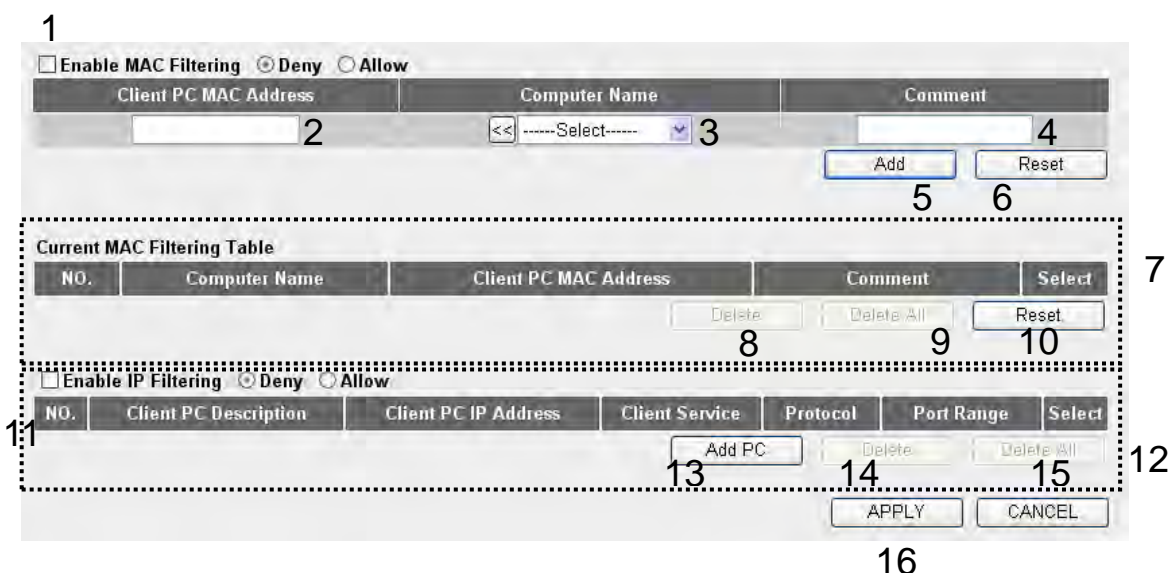 1
Enable MAC Filtering Deny Allow
Client PC MAC Address Computer Name Comment
2 << ------Select------ 3 4
Add Reset
5 6
Current MAC Filtering Table
7
NO. Computer Name Client PC MAC Address Comment Select
Delete Delete All Reset
8 9 10
Enable IP Filtering Deny Allow
NO. Client PC Description Client PC IP Address Client Service Protocol Port Range Select
11
Add PC Delete Delete All
12
13 14 15
APPLY CANCEL
16